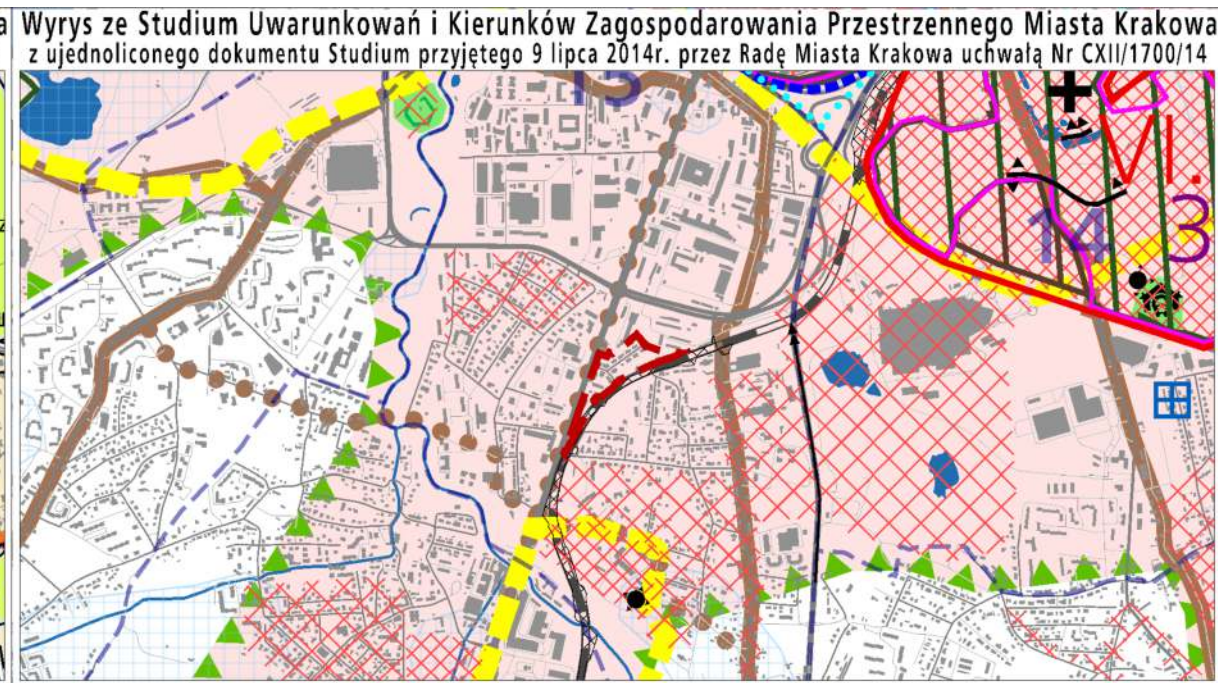 Wyrys ze Studium Uwarunkowań i Kierunków Zagospodarowania Przestrzennego Miasta Krakowa
z ujednoliconego dokumentu Studium przyjętego 9 lipca 2014r. przez Radę Miasta Krakowa uchwałą Nr CXII/1700/14
VI.
14
3